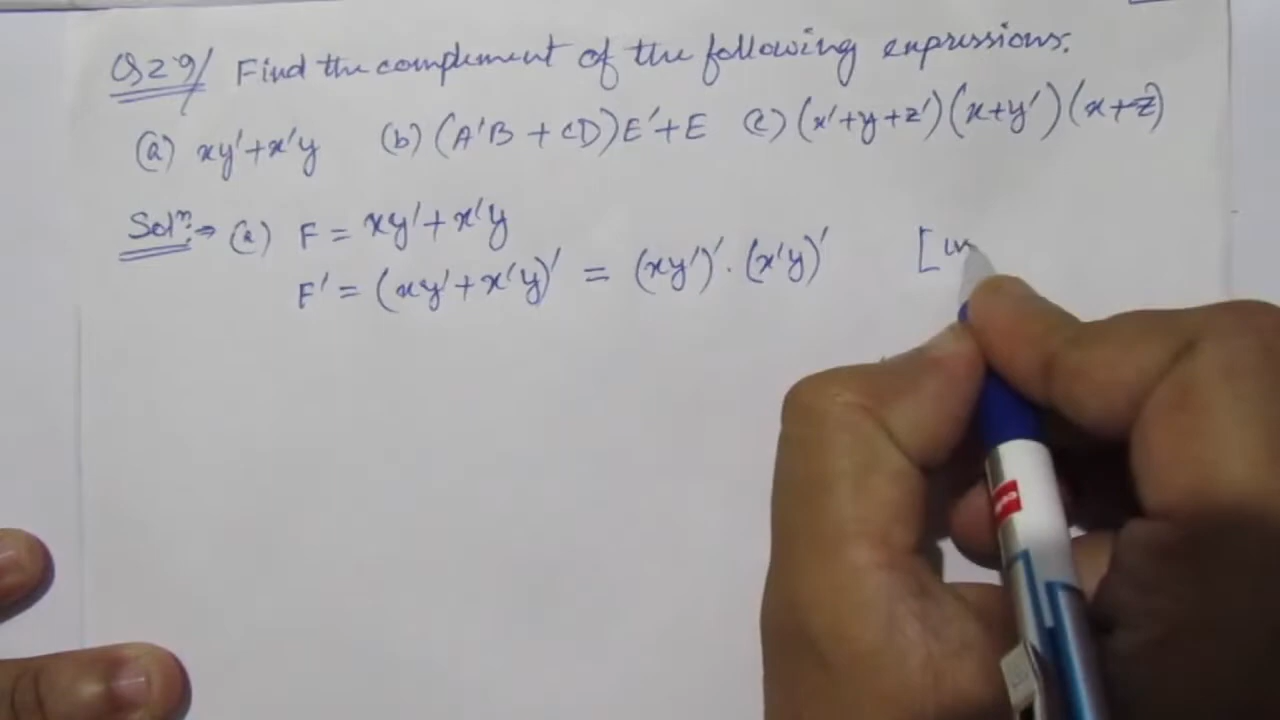 Q29/ Find the complement of the following expressions.
(a) xy'+x'y (b) (A'B + CD)E'+E (c) (x'+y+z')(x+y')(x+z)
Solⁿ. ⇒ (a) F = xy'+x'y
F' = (xy'+x'y)' = (xy')'.(x'y)' [